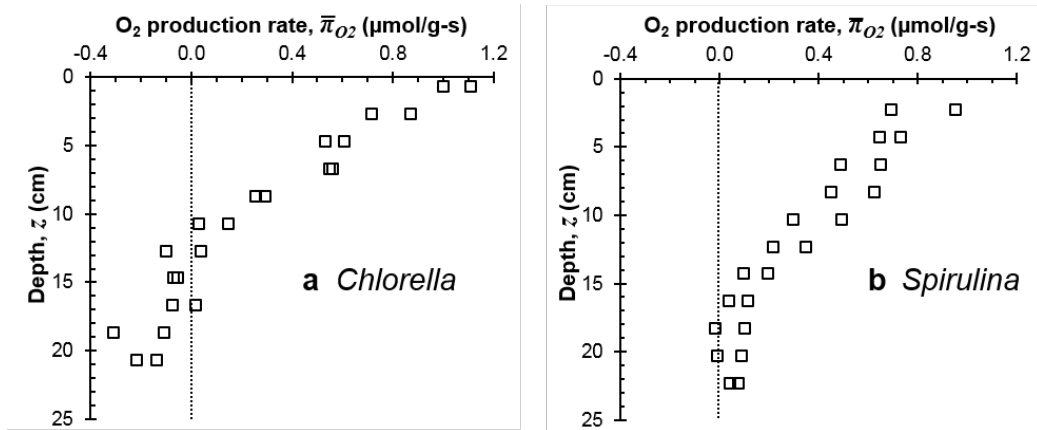 O₂ production rate, π̅_O2 (µmol/g-s)
-0.4 0.0 0.4 0.8 1.2
0
5
10
15
20
25
Depth, z (cm)
a Chlorella
O₂ production rate, π̅_O2 (µmol/g-s)
-0.4 0.0 0.4 0.8 1.2
0
5
10
15
20
25
Depth, z (cm)
b Spirulina